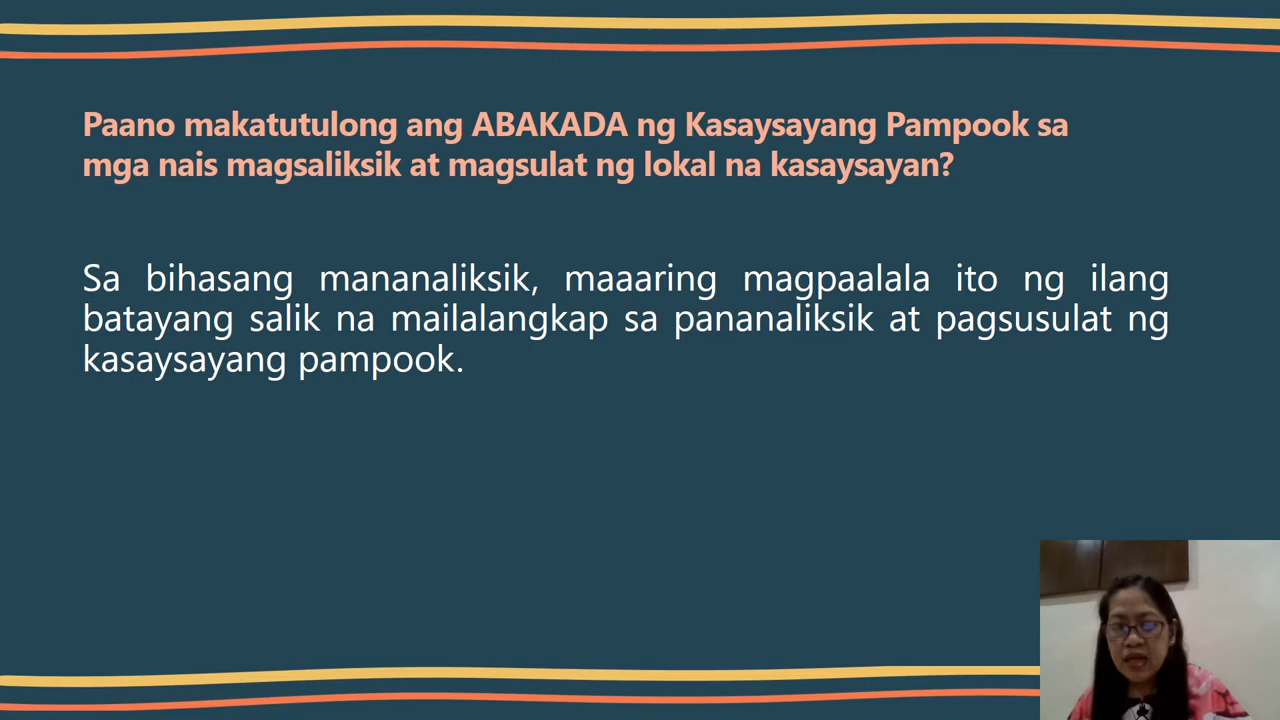 Paano makatutulong ang ABAKADA ng Kasaysayang Pampook sa
mga nais magsaliksik at magsulat ng lokal na kasaysayan?
Sa bihasang mananaliksik, maaaring magpaalala ito ng ilang
batayang salik na mailalangkap sa pananaliksik at pagsusulat ng
kasaysayang pampook.